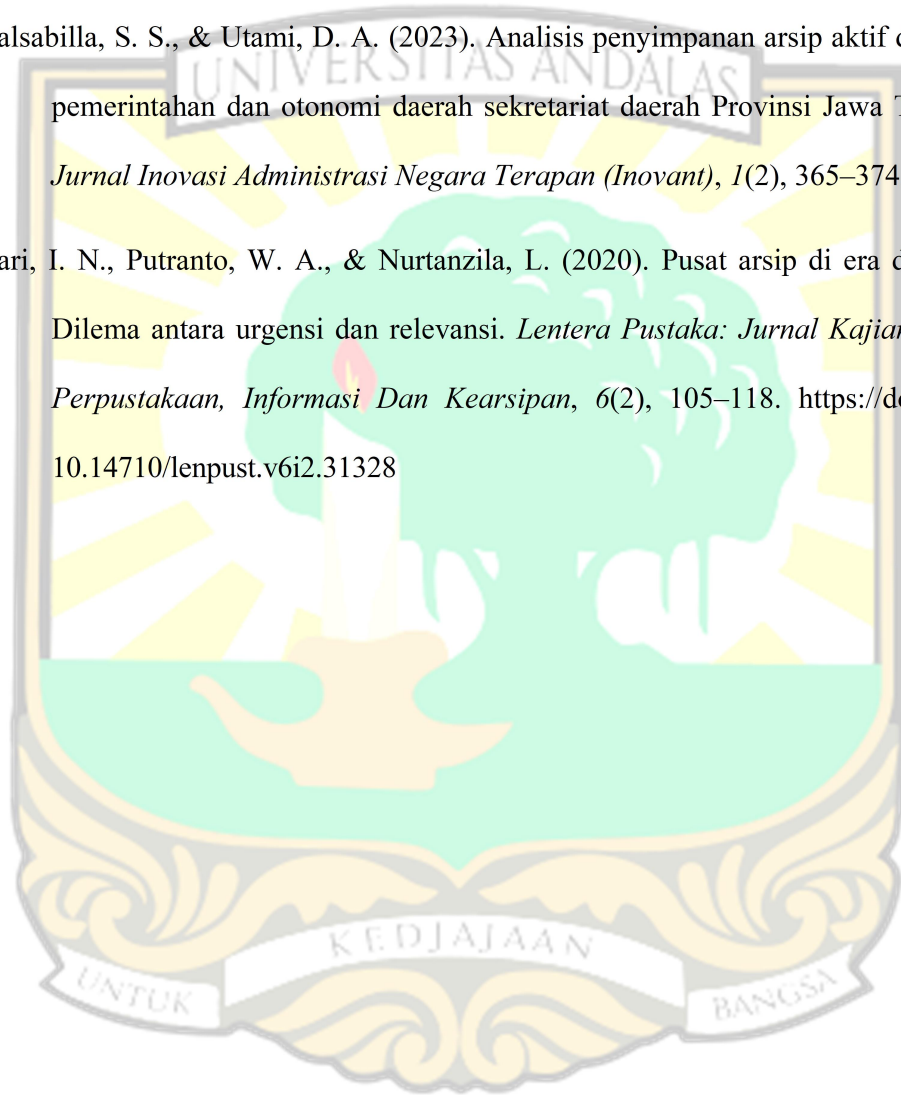 alsabilla, S. S., & Utami, D. A. (2023). Analisis penyimpanan arsip aktif
UNIVERSITAS ANDALAS
pemerintahan dan otonomi daerah sekretariat daerah Provinsi Jawa
Jurnal Inovasi Administrasi Negara Terapan (Inovant), 1(2), 365–374
ari, I. N., Putranto, W. A., & Nurtanzila, L. (2020). Pusat arsip di era
Dilema antara urgensi dan relevansi. Lentera Pustaka: Jurnal Kajian
Perpustakaan, Informasi Dan Kearsipan, 6(2), 105–118. https://do
10.14710/lenpust.v6i2.31328
KEDJAJAAN
UNTUK
BANGSA